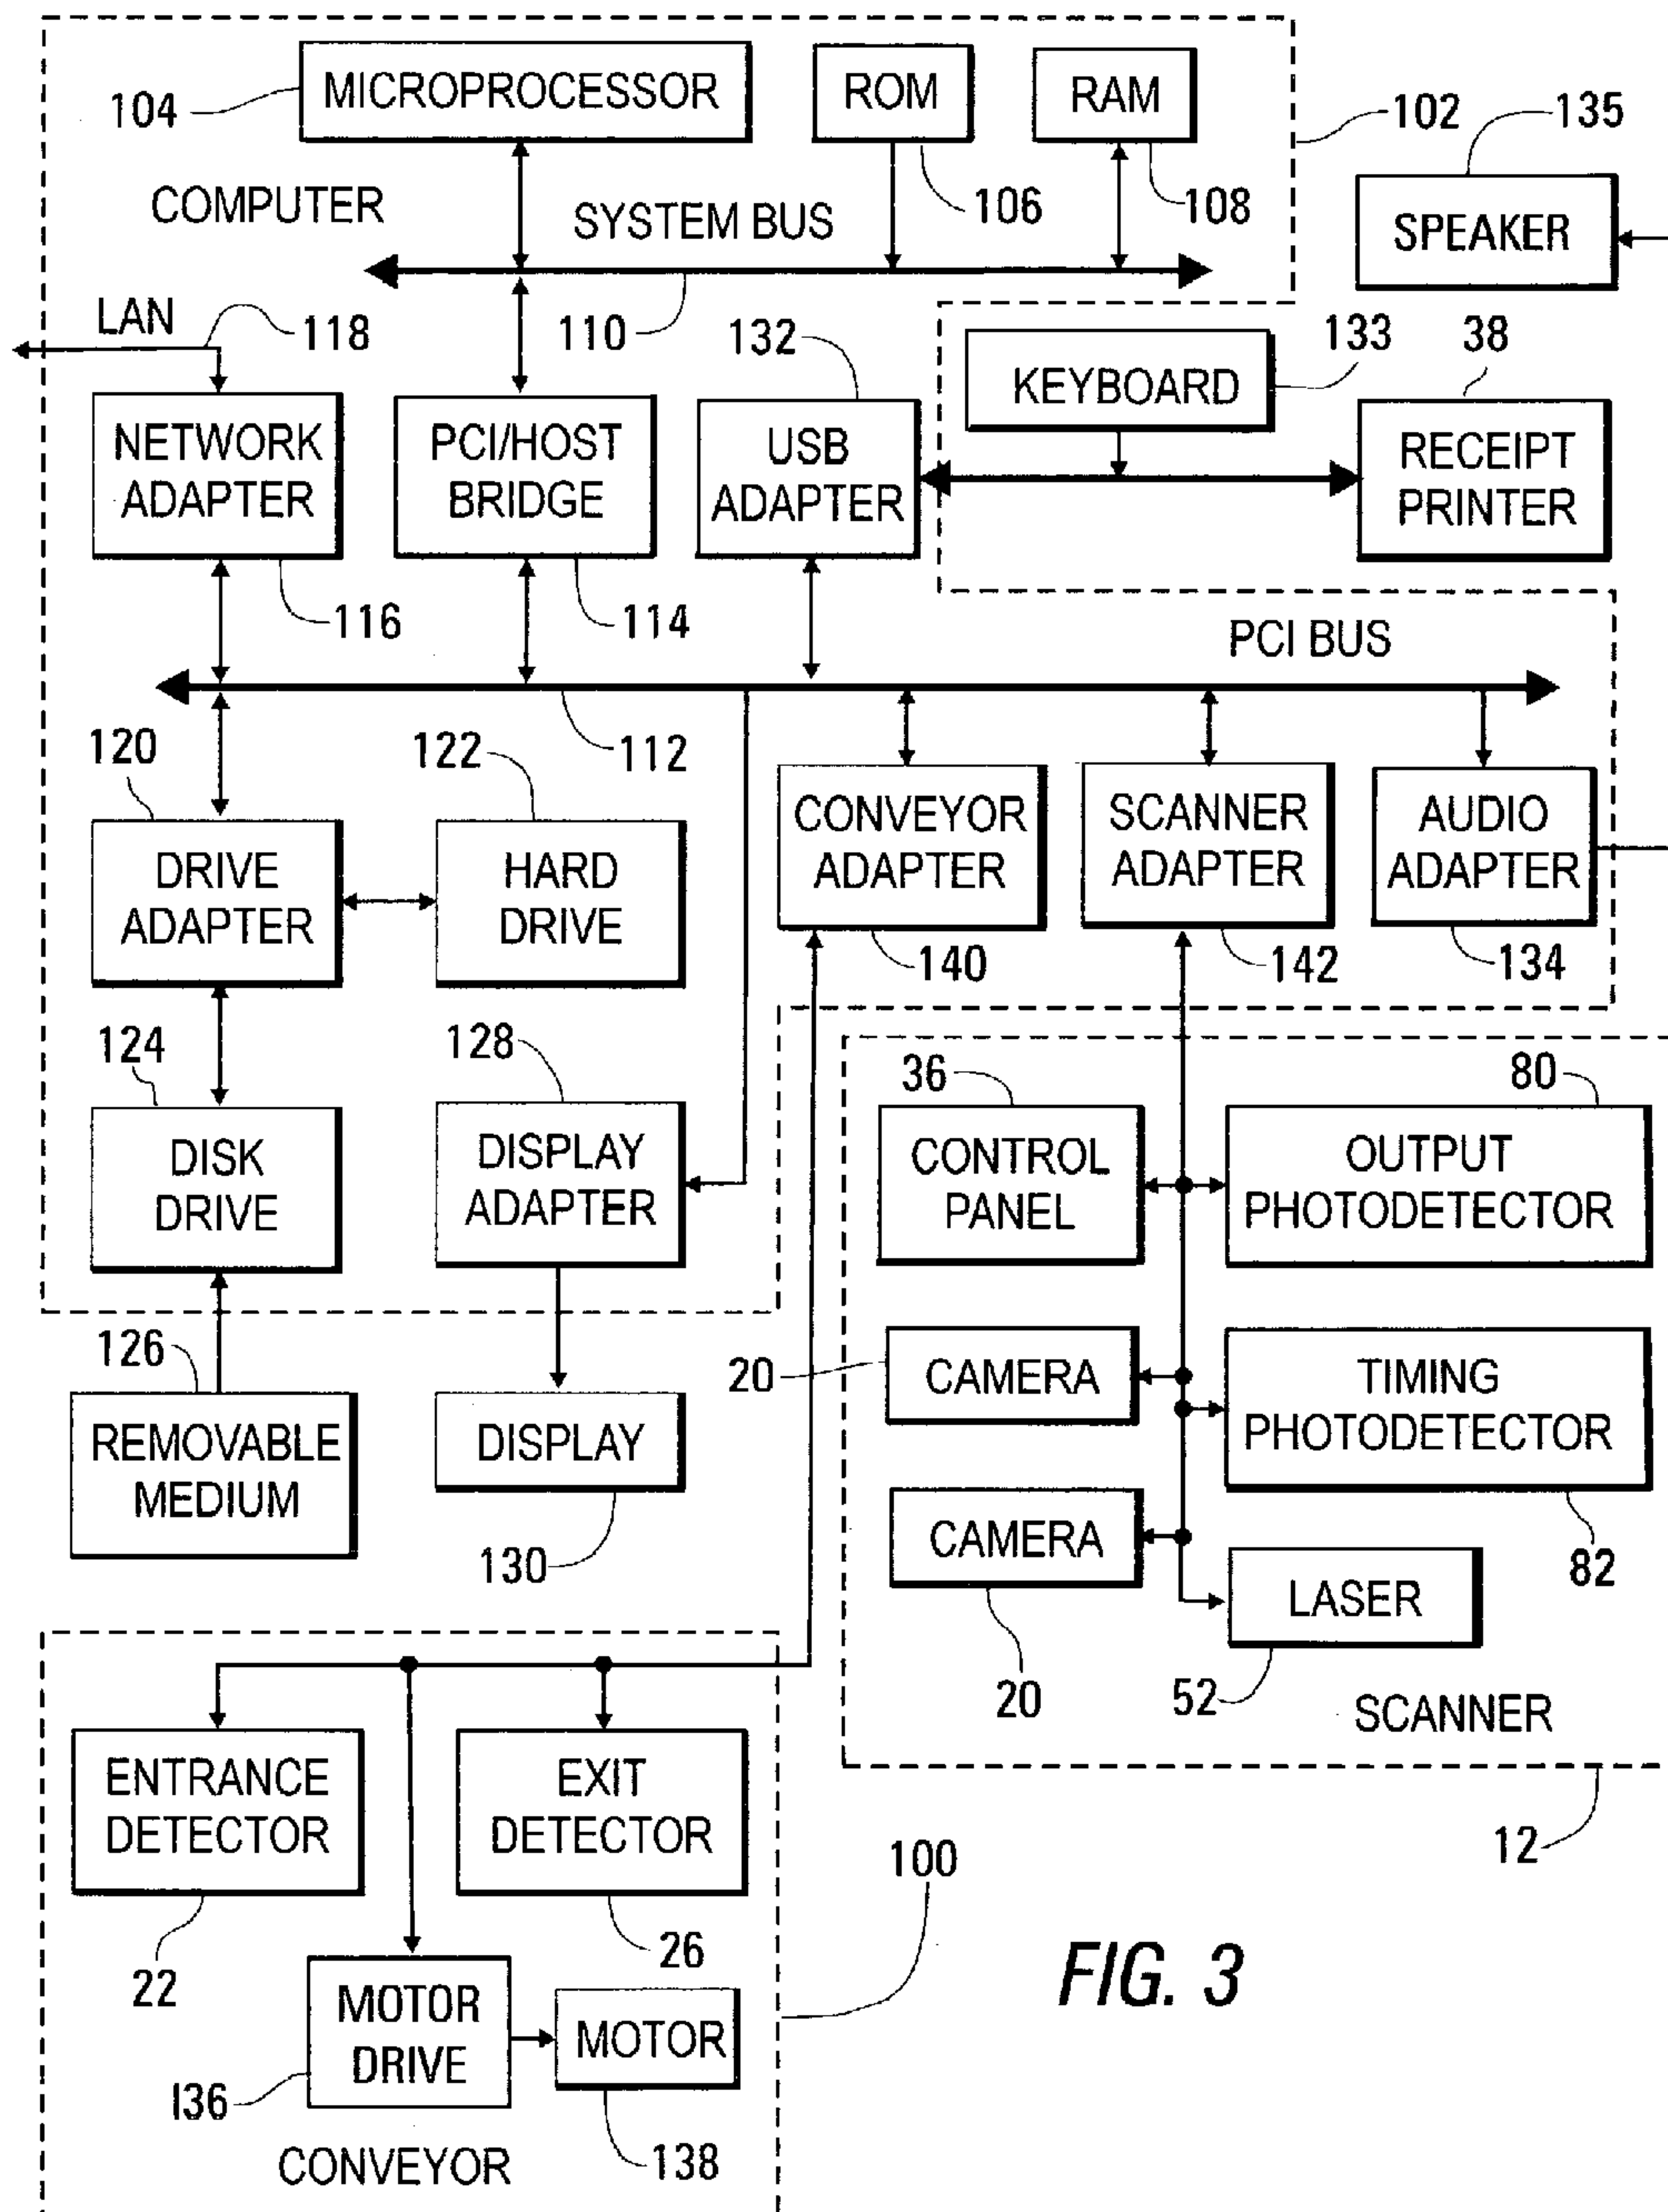 MICROPROCESSOR
ROM
RAM
104
102
135
COMPUTER
SYSTEM BUS
106
108
SPEAKER
LAN
118
110
132
KEYBOARD
133
38
NETWORK
ADAPTER
PCI/HOST
BRIDGE
USB
ADAPTER
RECEIPT
PRINTER
116
114
PCI BUS
120
122
112
DRIVE
ADAPTER
HARD
DRIVE
CONVEYOR
ADAPTER
SCANNER
ADAPTER
AUDIO
ADAPTER
140
142
134
124
128
36
80
DISK
DRIVE
DISPLAY
ADAPTER
CONTROL
PANEL
OUTPUT
PHOTODETECTOR
126
20
CAMERA
TIMING
PHOTODETECTOR
REMOVABLE
MEDIUM
DISPLAY
CAMERA
130
82
LASER
20
52
SCANNER
ENTRANCE
DETECTOR
EXIT
DETECTOR
100
12
22
26
MOTOR
DRIVE
MOTOR
FIG. 3
136
138
CONVEYOR